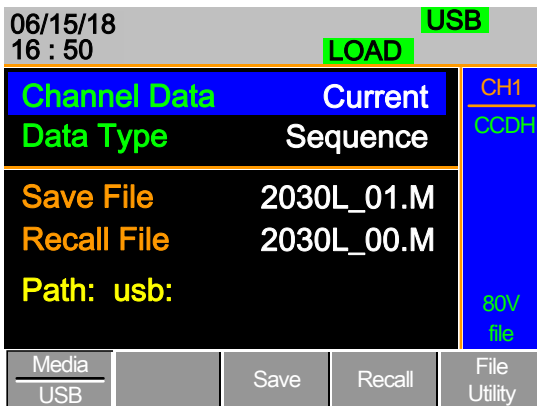 06/15/18 USB
16 : 50 LOAD
Channel Data Current
Data Type Sequence
Save File 2030L_01.M
Recall File 2030L_00.M
Path: usb:
CH1
CCDH
80V
file
Media
USB
Save
Recall
File
Utility